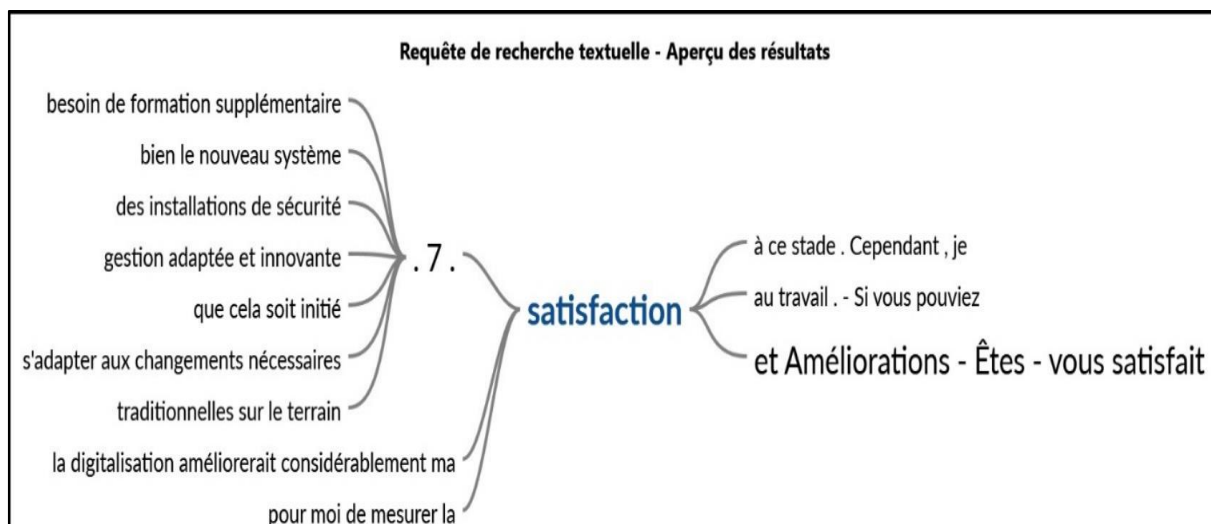 Requête de recherche textuelle - Aperçu des résultats
besoin de formation supplémentaire
bien le nouveau système
des installations de sécurité
gestion adaptée et innovante
que cela soit initié
s'adapter aux changements nécessaires
traditionnelles sur le terrain
la digitalisation améliorerait considérablement ma
pour moi de mesurer la
. 7 .
satisfaction
à ce stade . Cependant , je
au travail . - Si vous pouviez
et Améliorations - Êtes - vous satisfait